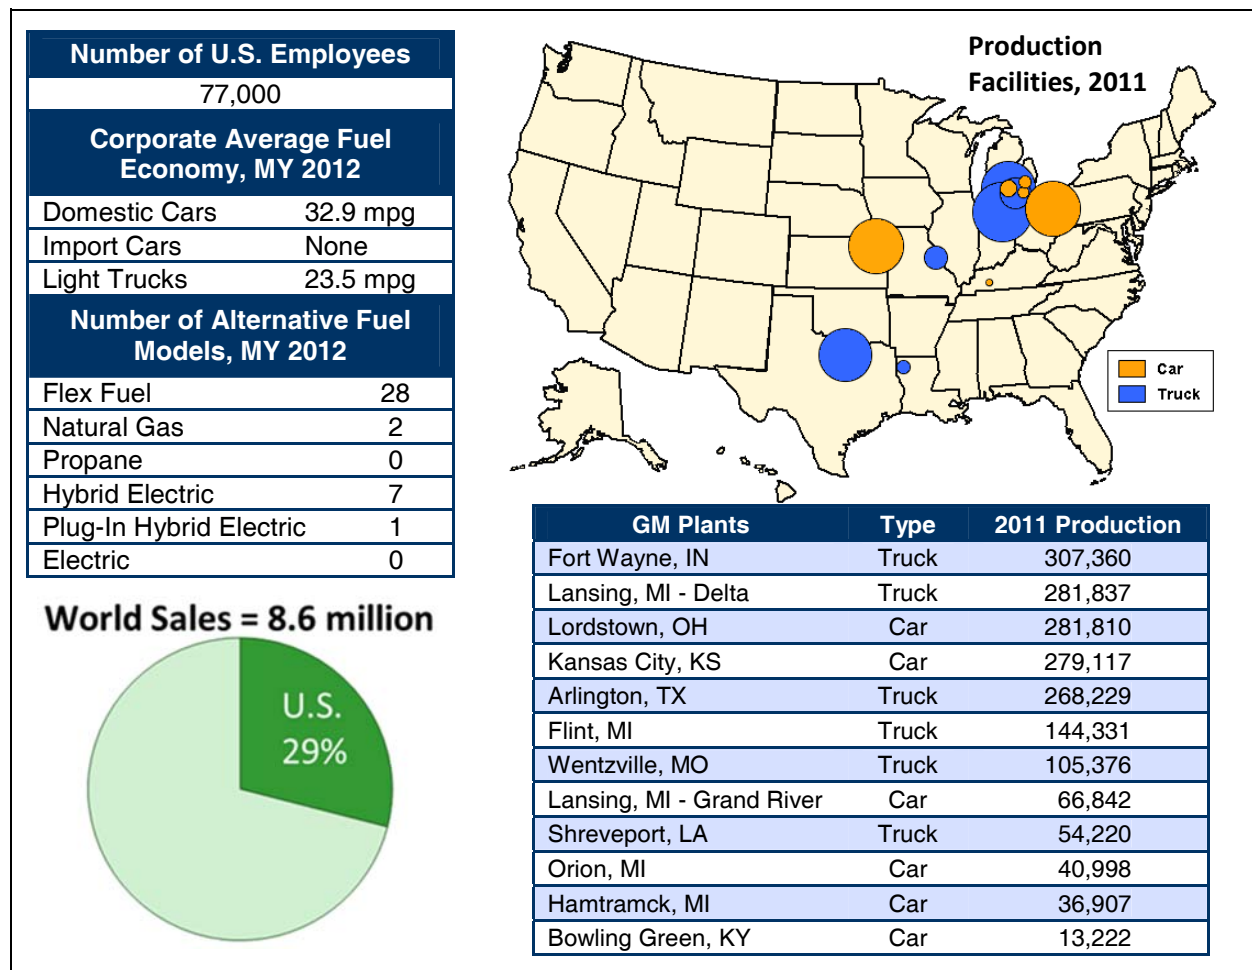 Number of U.S. Employees
77,000
Corporate Average Fuel
Economy, MY 2012
Domestic Cars 32.9 mpg
Import Cars None
Light Trucks 23.5 mpg
Number of Alternative Fuel
Models, MY 2012
Flex Fuel 28
Natural Gas 2
Propane 0
Hybrid Electric 7
Plug-In Hybrid Electric 1
Electric 0
World Sales = 8.6 million
U.S.
29%
Production
Facilities, 2011
Car
Truck
GM Plants Type 2011 Production
Fort Wayne, IN Truck 307,360
Lansing, MI - Delta Truck 281,837
Lordstown, OH Car 281,810
Kansas City, KS Car 279,117
Arlington, TX Truck 268,229
Flint, MI Truck 144,331
Wentzville, MO Truck 105,376
Lansing, MI - Grand River Car 66,842
Shreveport, LA Truck 54,220
Orion, MI Car 40,998
Hamtramck, MI Car 36,907
Bowling Green, KY Car 13,222